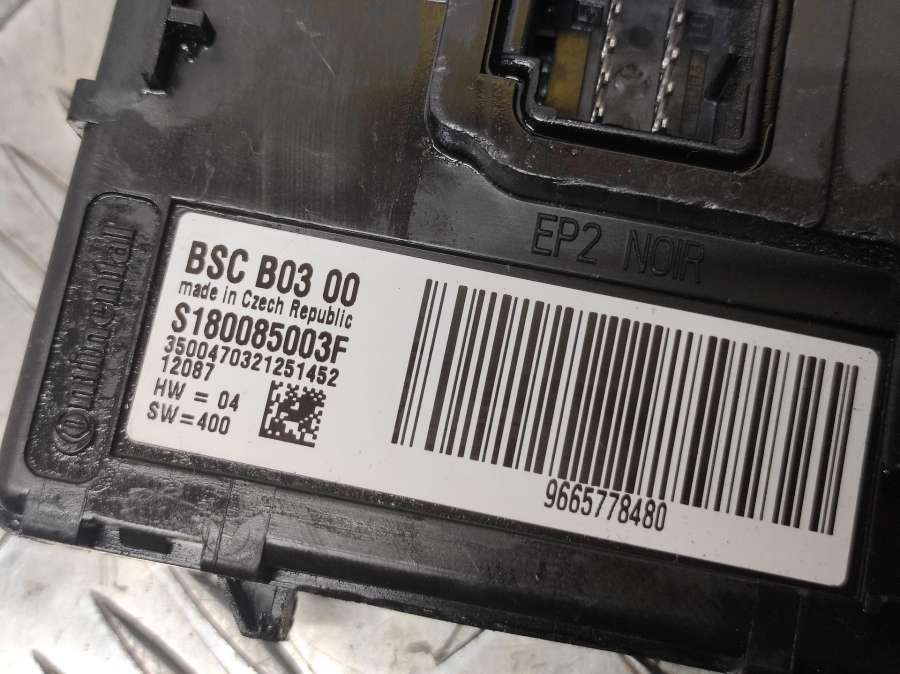 EP2 NOIR
Continental
BSC B03 00
made in Czech Republic
S180085003F
3500470321251452
12087
HW = 04
SW=400
9665778480